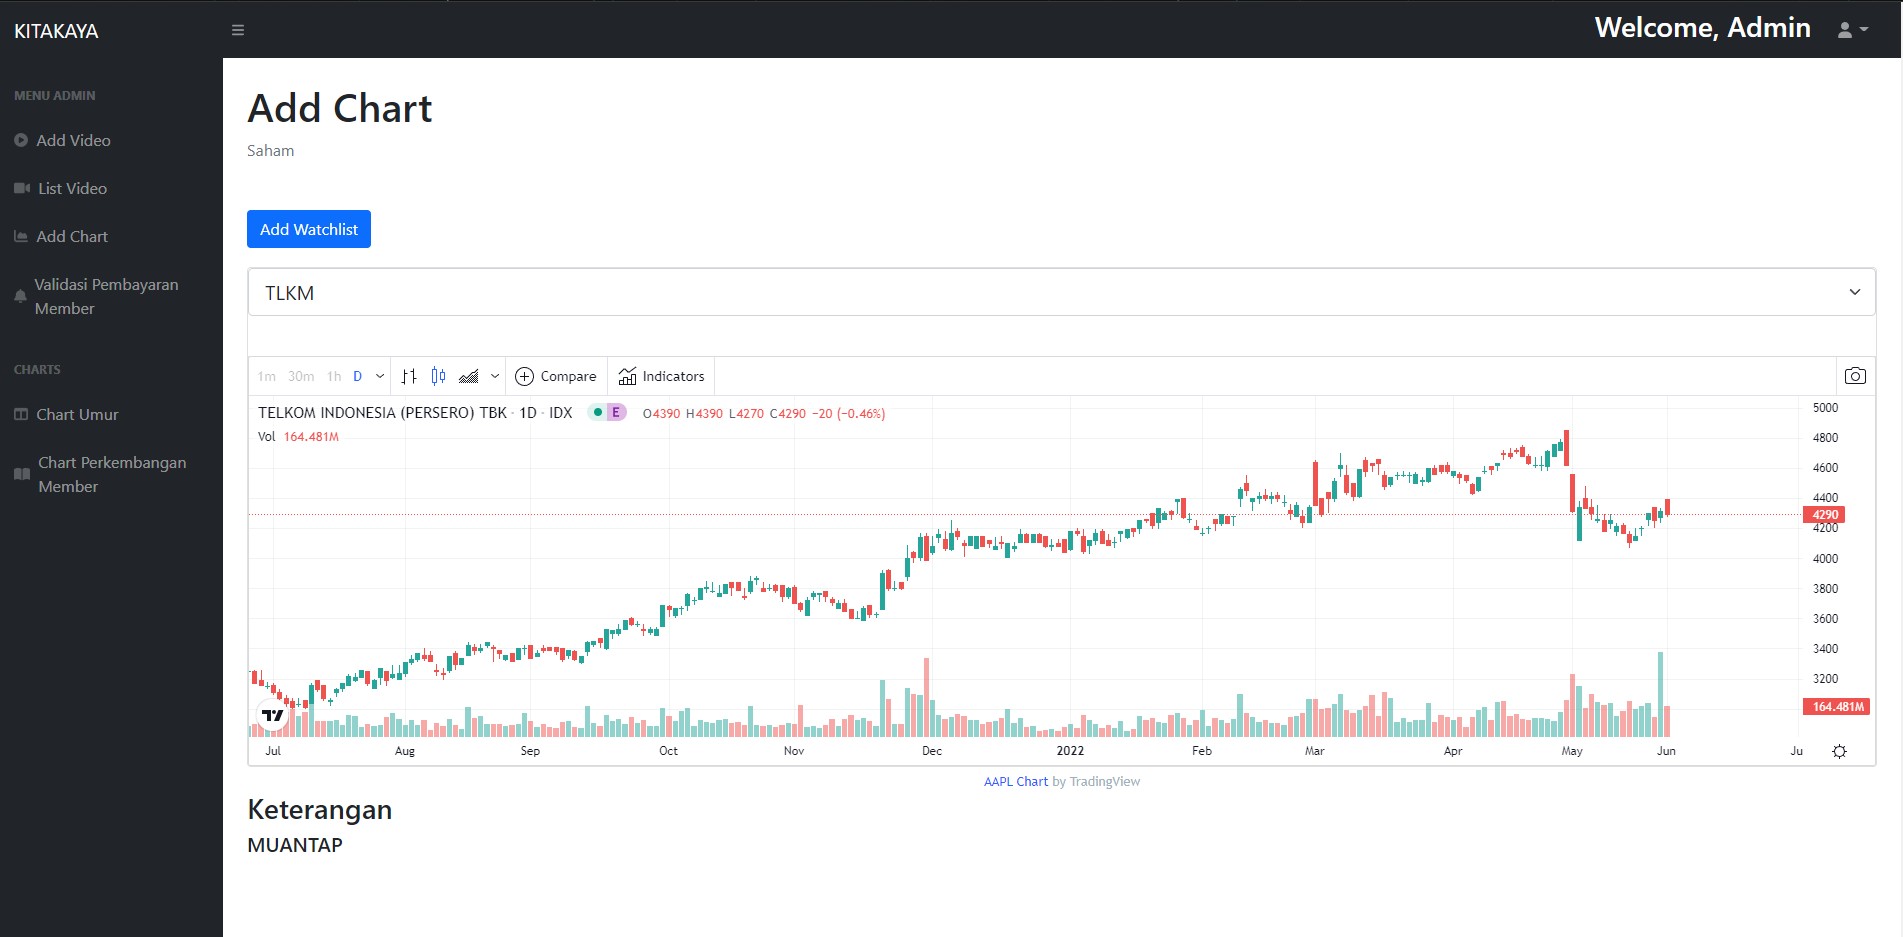 KITAKAYA
Welcome, Admin
MENU ADMIN
Add Video
List Video
Add Chart
Validasi Pembayaran
Member
CHARTS
Chart Umur
Chart Perkembangan
Member
Add Chart
Saham
Add Watchlist
TLKM
1m 30m 1h D Compare Indicators
TELKOM INDONESIA (PERSERO) TBK · 1D · IDX E O4390 H4390 L4270 C4290 −20 (−0.46%)
Vol 164.481M
5000
4800
4600
4400
4290
4200
4000
3800
3600
3400
3200
164.481M
Jul Aug Sep Oct Nov Dec 2022 Feb Mar Apr May Jun Ju
AAPL Chart by TradingView
Keterangan
MUANTAP